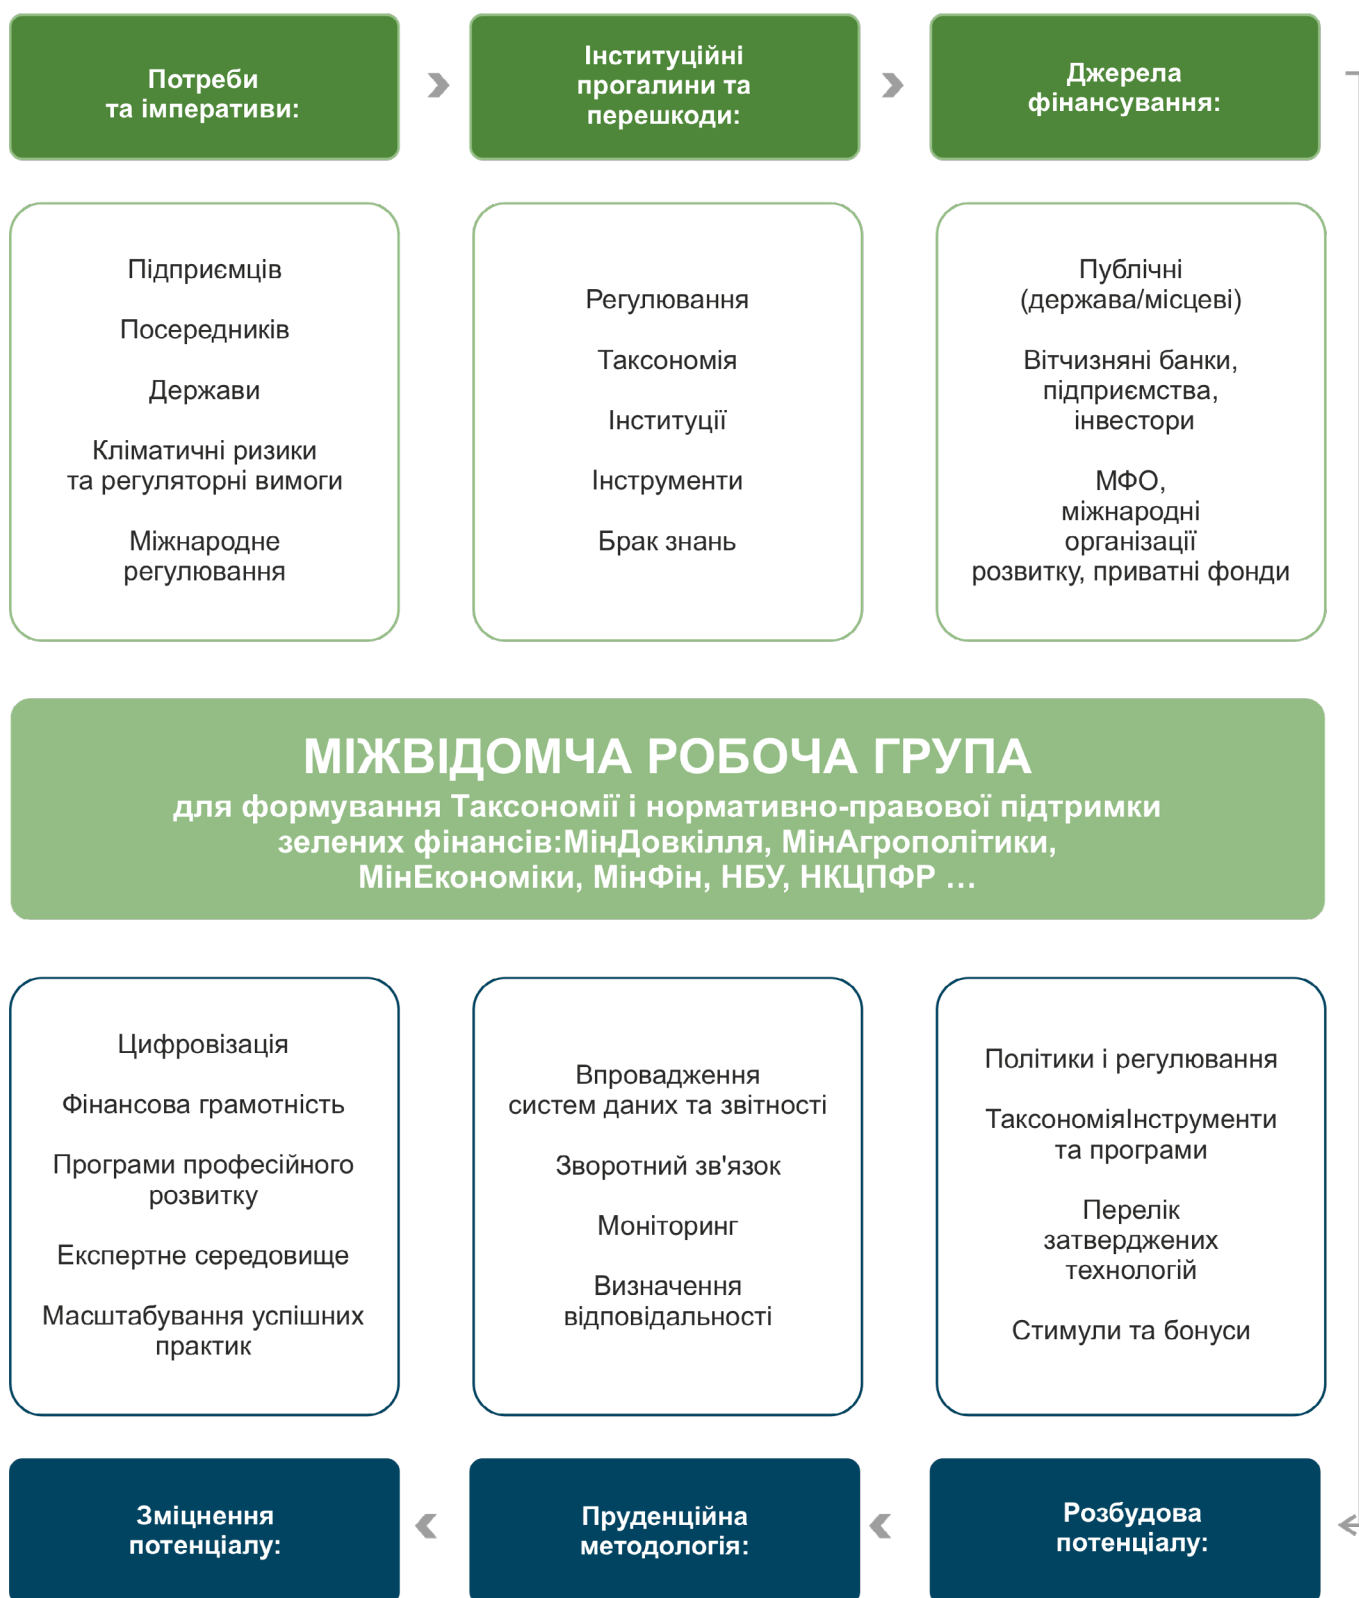 Потреби
та імперативи:
Інституційні
прогалини та
перешкоди:
Джерела
фінансування:
Підприємців
Посередників
Держави
Кліматичні ризики
та регуляторні вимоги
Міжнародне
регулювання
Регулювання
Таксономія
Інституції
Інструменти
Брак знань
Публічні
(держава/місцеві)
Вітчизняні банки,
підприємства,
інвестори
МФО,
міжнародні
організації
розвитку, приватні фонди
МІЖВІДОМЧА РОБОЧА ГРУПА
для формування Таксономії і нормативно-правової підтримки
зелених фінансів:МінДовкілля, МінАгрополітики,
МінЕкономіки, МінФін, НБУ, НКЦПФР ...
Цифровізація
Фінансова грамотність
Програми професійного
розвитку
Експертне середовище
Масштабування успішних
практик
Впровадження
систем даних та звітності
Зворотний зв'язок
Моніторинг
Визначення
відповідальності
Політики і регулювання
ТаксономіяІнструменти
та програми
Перелік
затверджених
технологій
Стимули та бонуси
Зміцнення
потенціалу:
Пруденційна
методологія:
Розбудова
потенціалу: